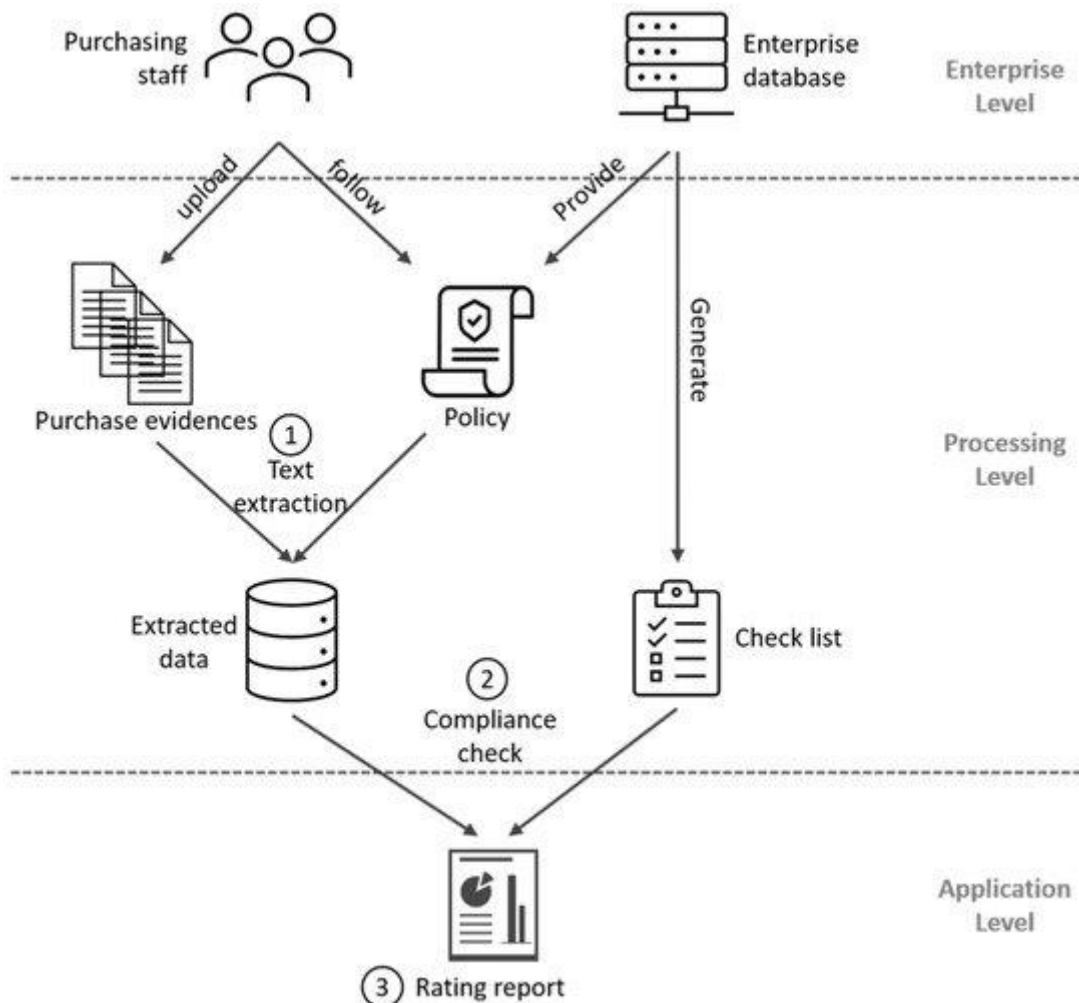 Purchasing
staff
Enterprise
database
Enterprise
Level
upload
follow
Provide
Generate
Purchase evidences
Policy
1
Text
extraction
Processing
Level
Extracted
data
Check list
2
Compliance
check
Application
Level
3 Rating report